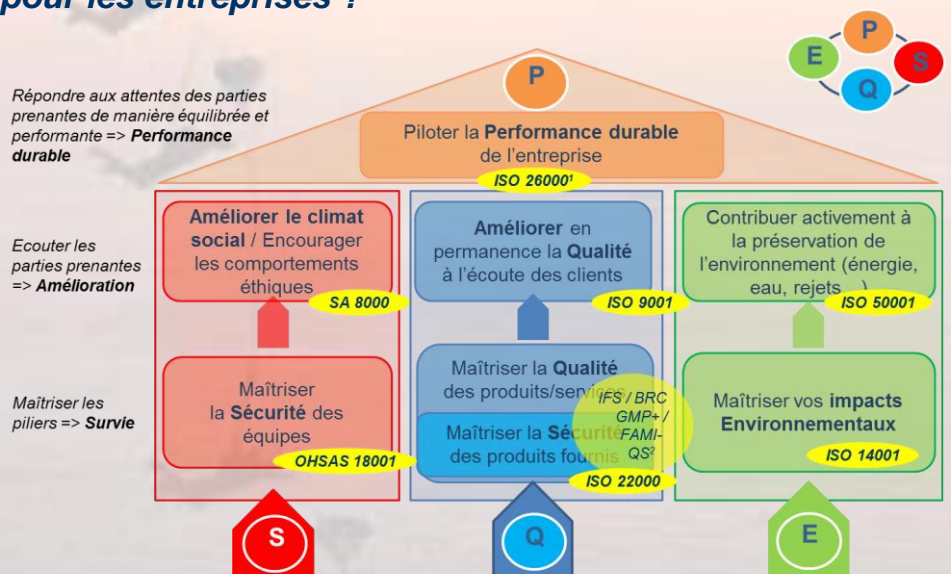 pour les entreprises ?
P
E
S
Q
P
Répondre aux attentes des parties
prenantes de manière équilibrée et
performante => Performance
durable
Piloter la Performance durable
de l'entreprise
ISO 26000¹
Ecouter les
parties prenantes
=> Amélioration
Améliorer le climat
social / Encourager
les comportements
éthiques
SA 8000
Améliorer en
permanence la Qualité
à l'écoute des clients
ISO 9001
Contribuer activement à
la préservation de
l'environnement (énergie,
eau, rejets...)
ISO 50001
Maîtriser les
piliers => Survie
Maîtriser
la Sécurité des
équipes
OHSAS 18001
Maîtriser la Qualité
des produits/services
Maîtriser la Sécurité
des produits fournis
IFS / BRC
GMP+ /
FAMI-
QS²
ISO 22000
Maîtriser vos impacts
Environnementaux
ISO 14001
S
Q
E